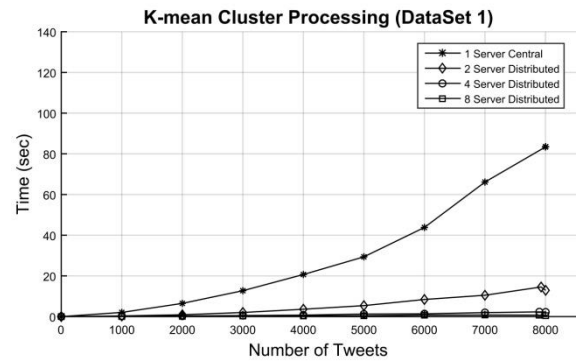 K-mean Cluster Processing (DataSet 1)
140
120
100
80
60
40
20
0
Time (sec)
1 Server Central
2 Server Distributed
4 Server Distributed
8 Server Distributed
0 1000 2000 3000 4000 5000 6000 7000 8000
Number of Tweets